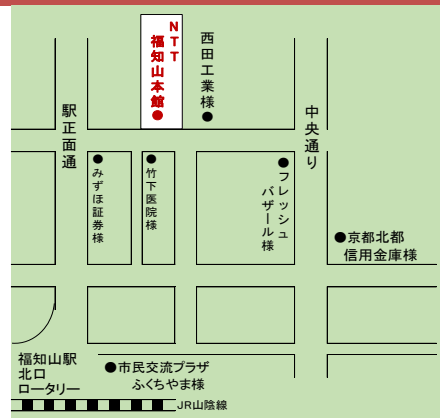 NTT
福知山本館●
西田工業様●
駅正面通
中央通り
●みずほ証券様
●竹下医院様
●フレッシュ
バザール様
●京都北都
信用金庫様
福知山駅
北口
ロータリー
●市民交流プラザ
ふくちやま様
JR山陰線